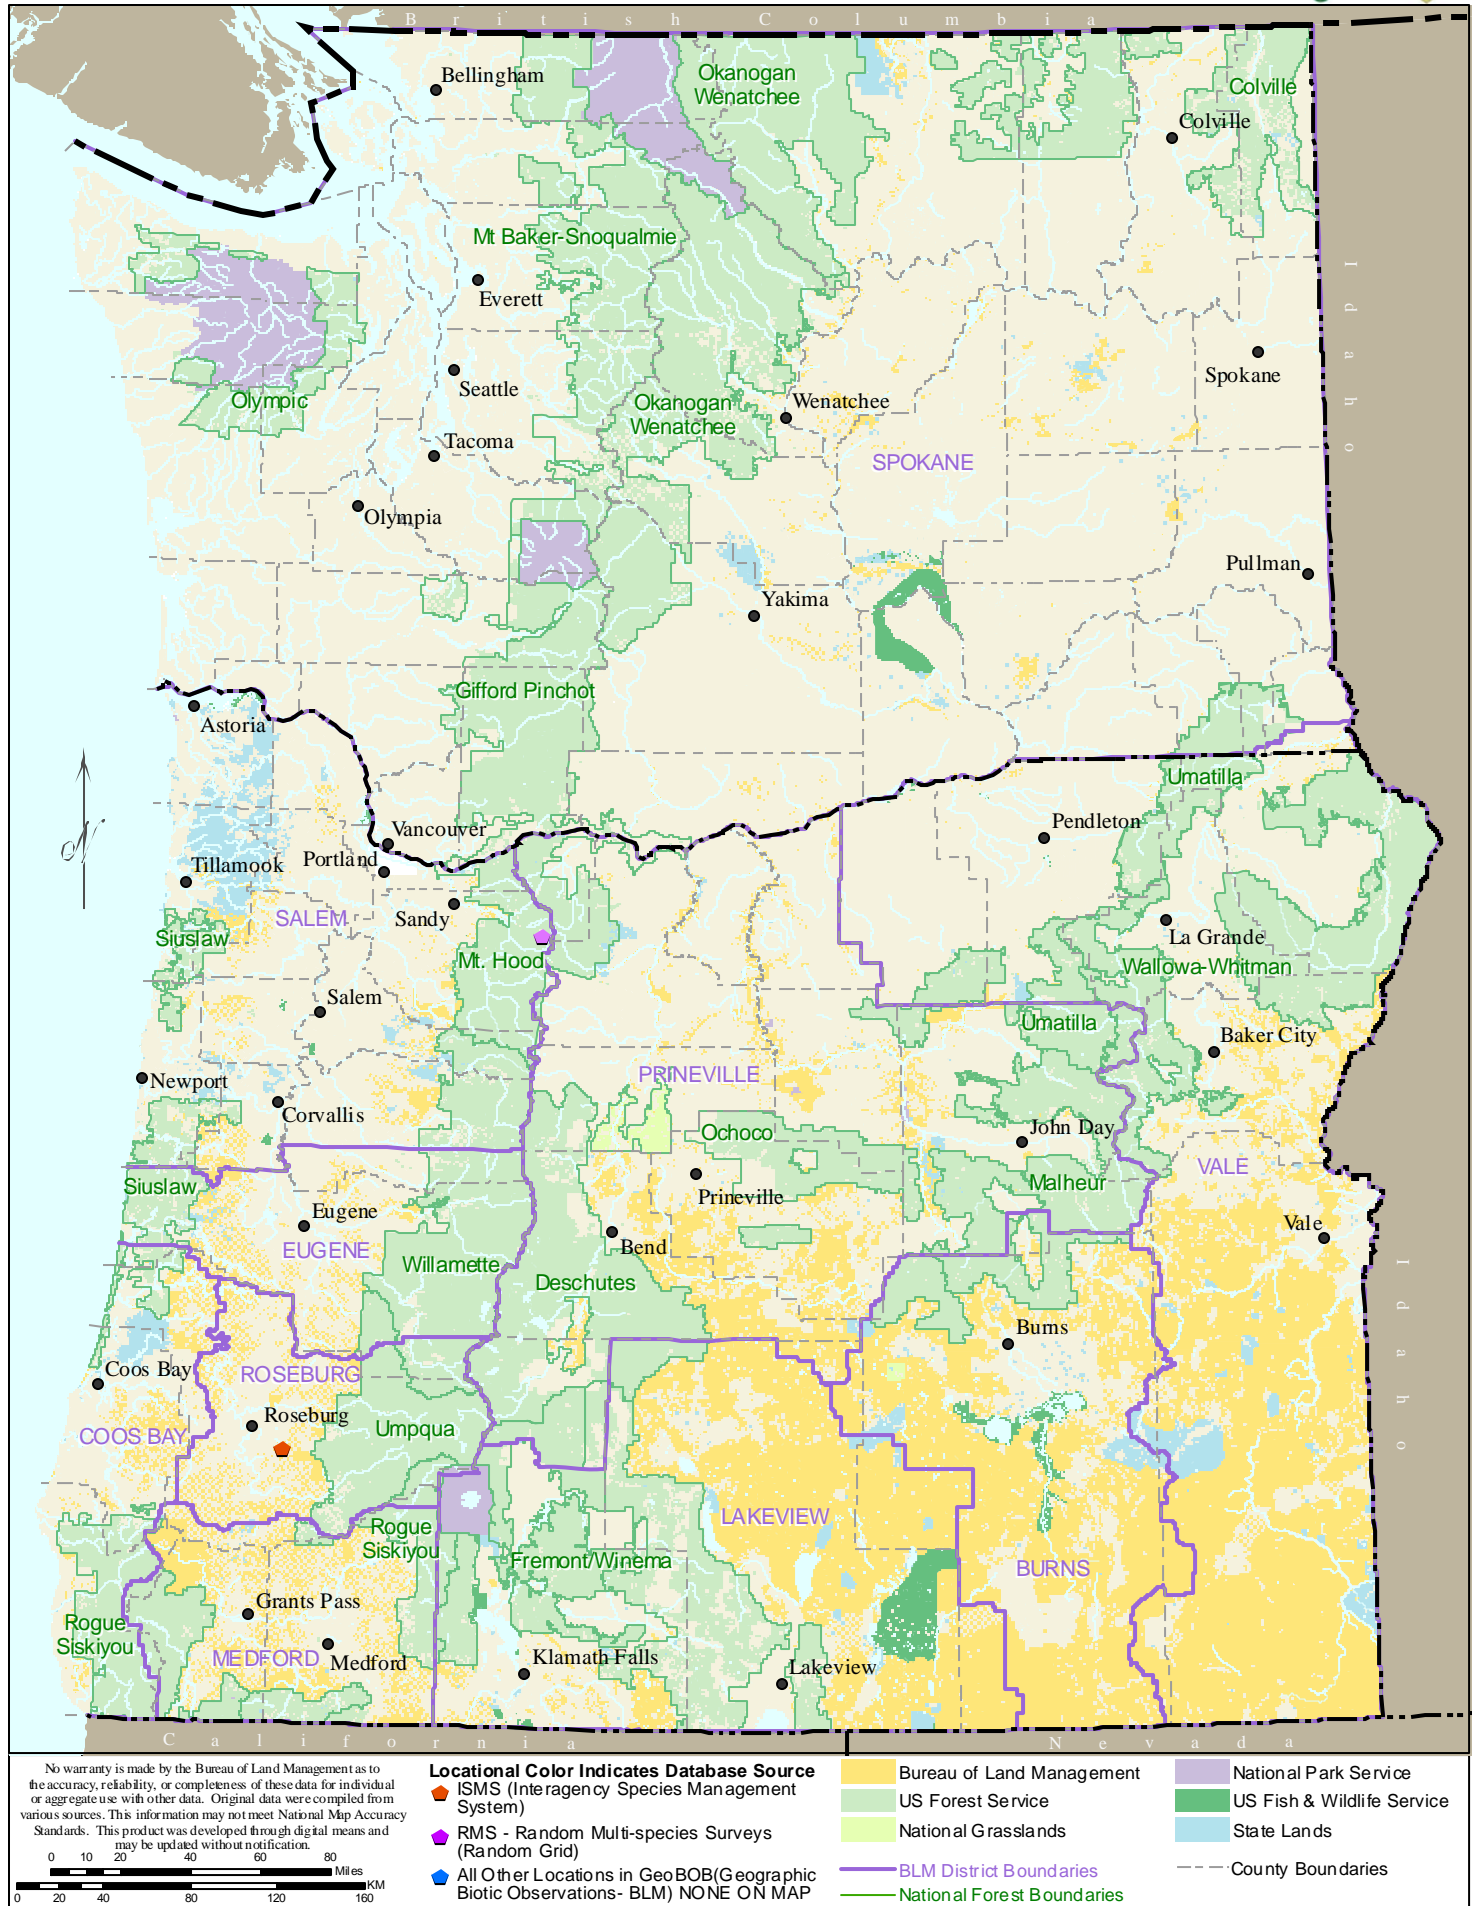 British Columbia
Bellingham
Okanogan
Wenatchee
Colville
Colville
Mt Baker-Snoqualmie
Idaho
Everett
Spokane
Seattle
Olympic
Okanogan
Wenatchee
Wenatchee
Tacoma
SPOKANE
Olympia
Pullman
Yakima
Gifford Pinchot
Astoria
Umatilla
Vancouver
Pendleton
Portland
Tillamook
SALEM
Sandy
Siuslaw
La Grande
Mt. Hood
Wallowa-Whitman
Salem
Umatilla
Baker City
PRINEVILLE
Newport
Corvallis
John Day
Ochoco
VALE
Siuslaw
Malheur
Prineville
Eugene
Vale
EUGENE
Bend
Willamette
Deschutes
Idaho
Burns
Coos Bay
ROSEBURG
Roseburg
COOS BAY
Umpqua
LAKEVIEW
Rogue
Siskiyou
Fremont/Winema
BURNS
Grants Pass
Rogue
Siskiyou
MEDFORD
Medford
Klamath Falls
Lakeview
California
Nevada
No warranty is made by the Bureau of Land Management as to
the accuracy, reliability, or completeness of these data for individual
or aggregate use with other data. Original data were compiled from
various sources. This information may not meet National Map Accuracy
Standards. This product was developed through digital means and
may be updated without notification.
0 10 20 40 60 80
Miles
KM
0 20 40 80 120 160
Locational Color Indicates Database Source
ISMS (Interagency Species Management
System)
RMS - Random Multi-species Surveys
(Random Grid)
All Other Locations in GeoBOB(Geographic
Biotic Observations- BLM) NONE ON MAP
Bureau of Land Management
US Forest Service
National Grasslands
BLM District Boundaries
National Forest Boundaries
National Park Service
US Fish & Wildlife Service
State Lands
County Boundaries